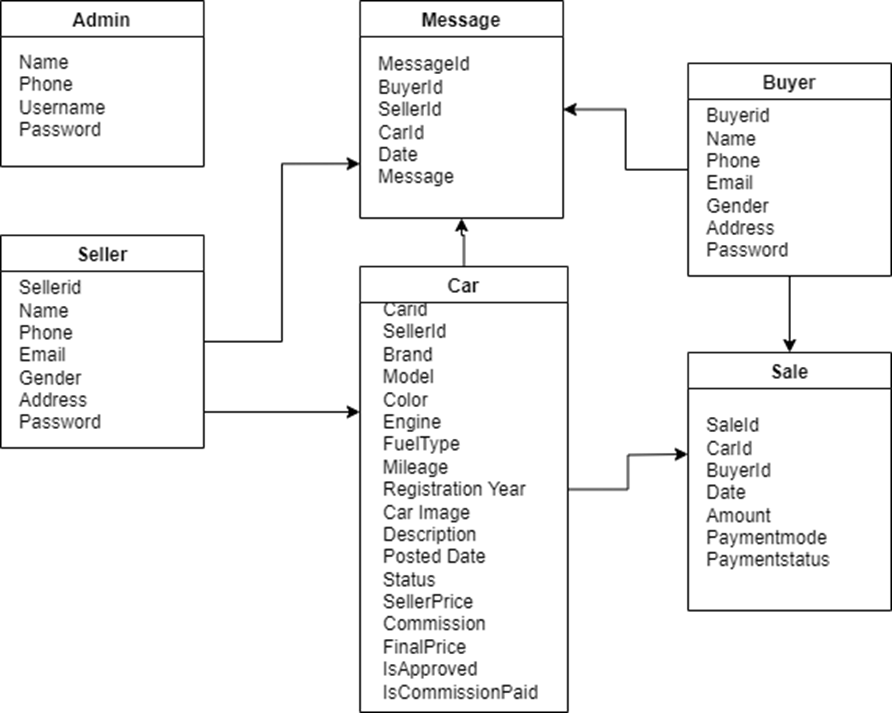 Admin
Name
Phone
Username
Password
Message
MessageId
BuyerId
SellerId
CarId
Date
Message
Buyer
Buyerid
Name
Phone
Email
Gender
Address
Password
Seller
Sellerid
Name
Phone
Email
Gender
Address
Password
Car
Carid
SellerId
Brand
Model
Color
Engine
FuelType
Mileage
Registration Year
Car Image
Description
Posted Date
Status
SellerPrice
Commission
FinalPrice
IsApproved
IsCommissionPaid
Sale
SaleId
CarId
BuyerId
Date
Amount
Paymentmode
Paymentstatus